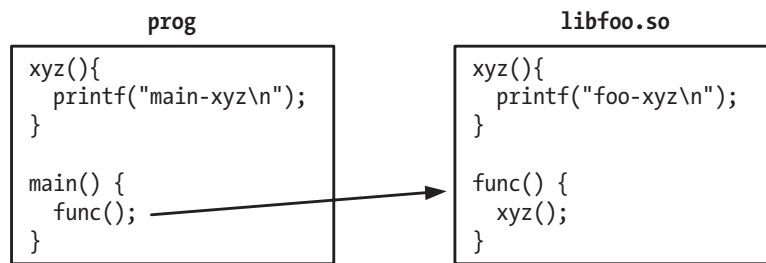 prog
xyz(){
  printf("main-xyz\n");
}
main() {
  func();
}
libfoo.so
xyz(){
  printf("foo-xyz\n");
}
func() {
  xyz();
}